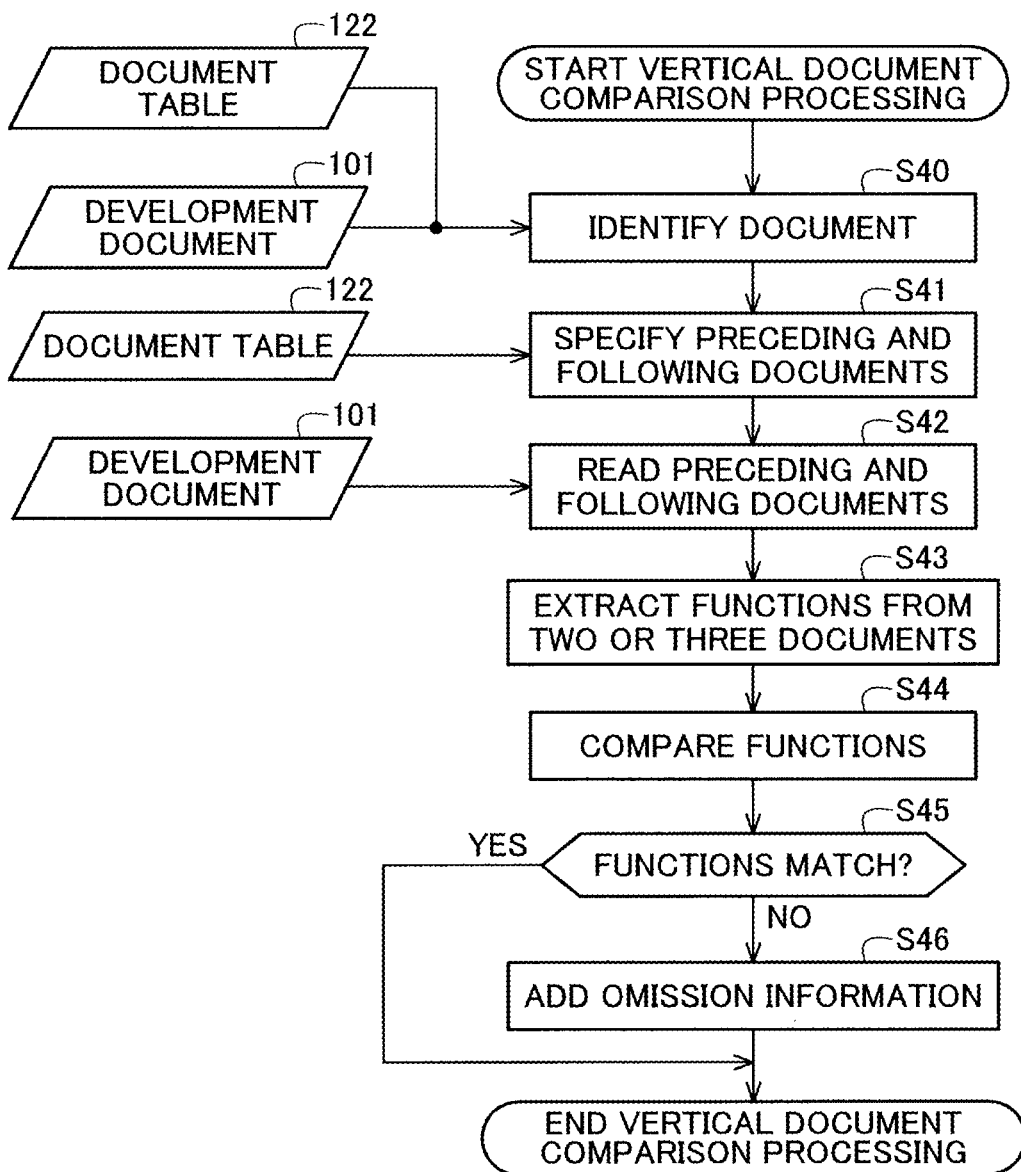 122
DOCUMENT
TABLE
START VERTICAL DOCUMENT
COMPARISON PROCESSING
101
DEVELOPMENT
DOCUMENT
S40
IDENTIFY DOCUMENT
122
DOCUMENT TABLE
S41
SPECIFY PRECEDING AND
FOLLOWING DOCUMENTS
101
DEVELOPMENT
DOCUMENT
S42
READ PRECEDING AND
FOLLOWING DOCUMENTS
S43
EXTRACT FUNCTIONS FROM
TWO OR THREE DOCUMENTS
S44
COMPARE FUNCTIONS
S45
YES
FUNCTIONS MATCH?
NO
S46
ADD OMISSION INFORMATION
END VERTICAL DOCUMENT
COMPARISON PROCESSING